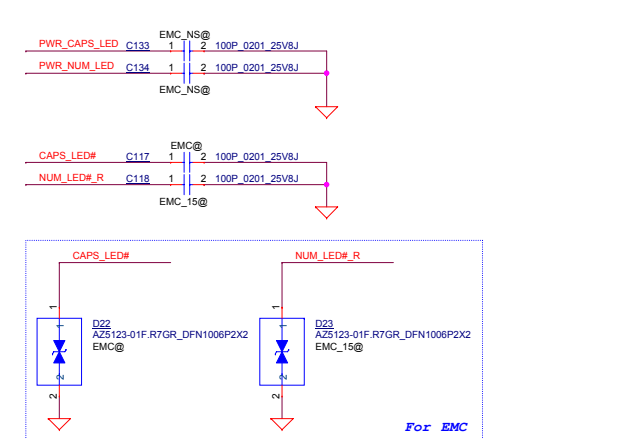 EMC_NS@
PWR_CAPS_LED C133 1 2 100P_0201_25V8J
PWR_NUM_LED C134 1 2 100P_0201_25V8J
EMC_NS@
EMC@
CAPS_LED# C117 1 2 100P_0201_25V8J
NUM_LED#_R C118 1 2 100P_0201_25V8J
EMC_15@
CAPS_LED#
1
1
D22
AZ5123-01F.R7GR_DFN1006P2X2
EMC@
2
2
NUM_LED#_R
1
1
D23
AZ5123-01F.R7GR_DFN1006P2X2
EMC_15@
2
2
For EMC